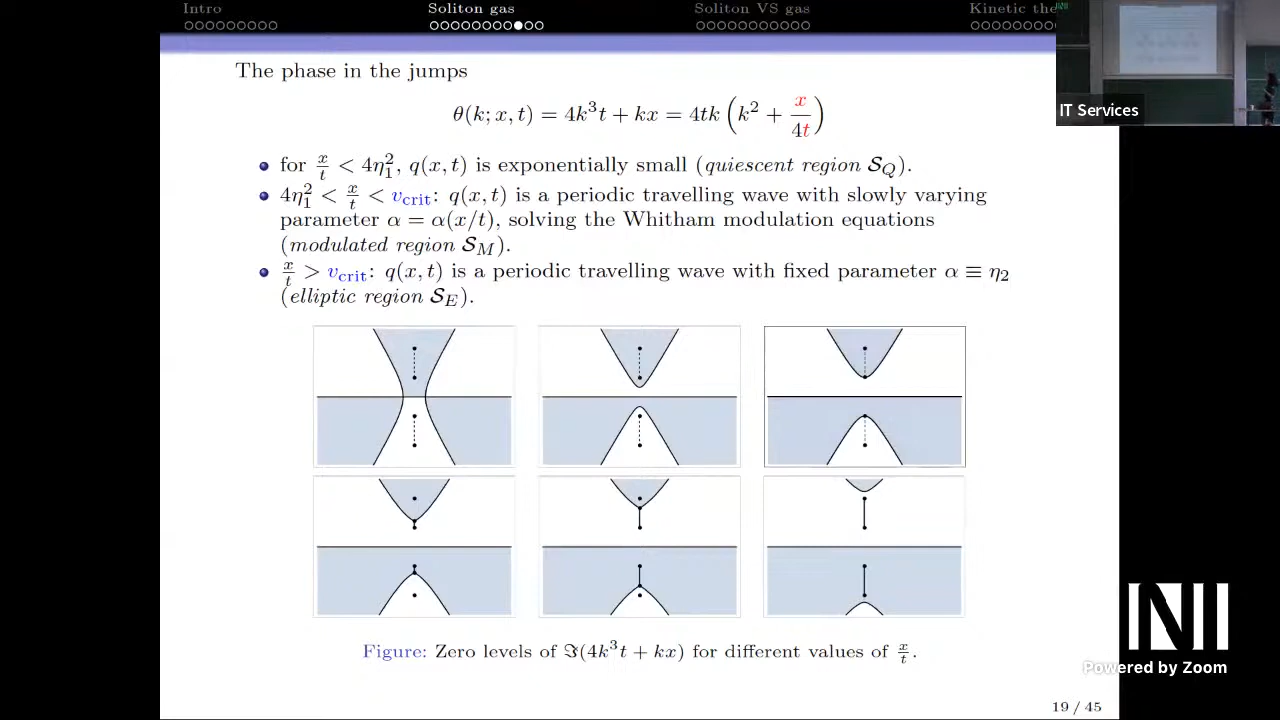 Intro Soliton gas Soliton VS gas Kinetic the
The phase in the jumps
θ(k; x, t) = 4k³t + kx = 4tk (k² + x/4t)
for x/t < 4η₁², q(x, t) is exponentially small (quiescent region 𝒮_Q).
4η₁² < x/t < v_crit: q(x, t) is a periodic travelling wave with slowly varying
parameter α = α(x/t), solving the Whitham modulation equations
(modulated region 𝒮_M).
x/t > v_crit: q(x, t) is a periodic travelling wave with fixed parameter α ≡ η₂
(elliptic region 𝒮_E).
Figure: Zero levels of ℑ(4k³t + kx) for different values of x/t.
19 / 45
IT Services
Powered by Zoom